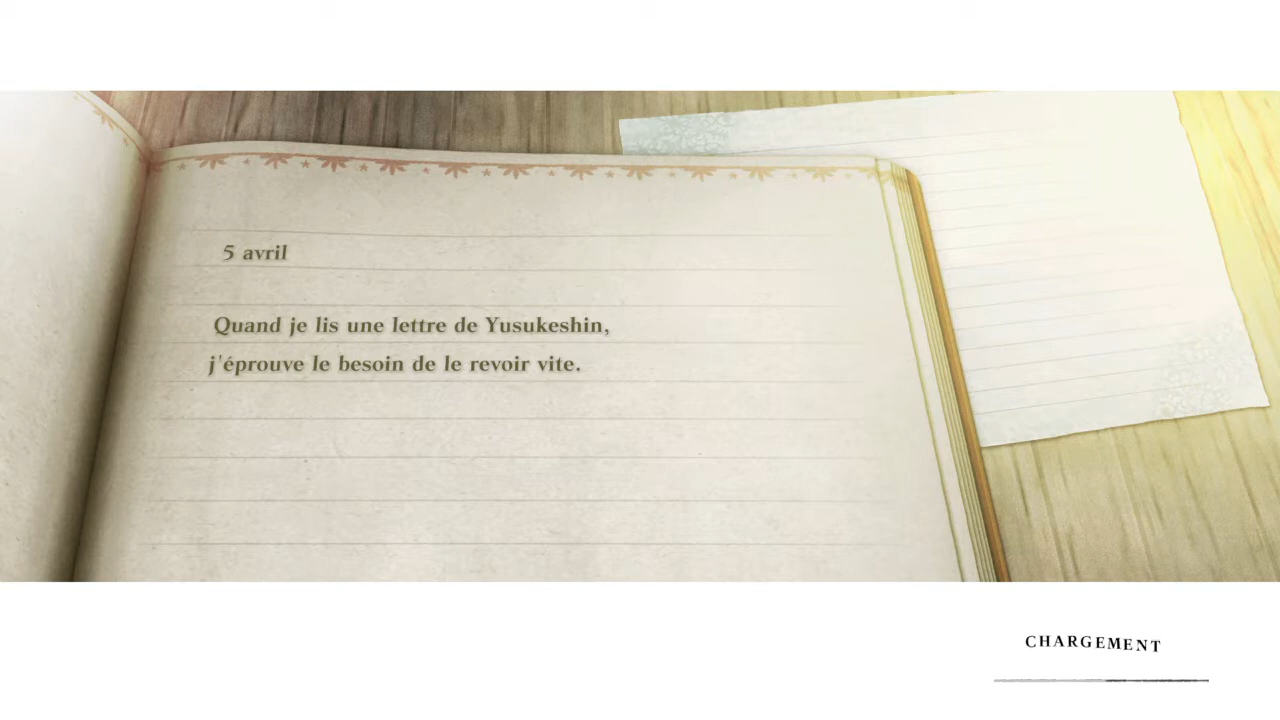 5 avril
Quand je lis une lettre de Yusukeshin,
j'éprouve le besoin de le revoir vite.
CHARGEMENT